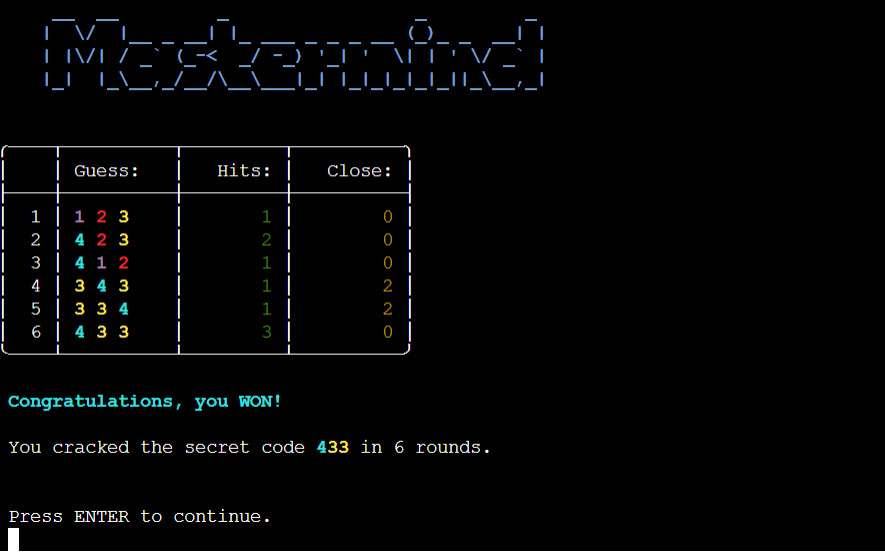 Mastermind
Guess: Hits: Close:
1 1 2 3 1 0
2 4 2 3 2 0
3 4 1 2 1 0
4 3 4 3 1 2
5 3 3 4 1 2
6 4 3 3 3 0
Congratulations, you WON!
You cracked the secret code 433 in 6 rounds.
Press ENTER to continue.